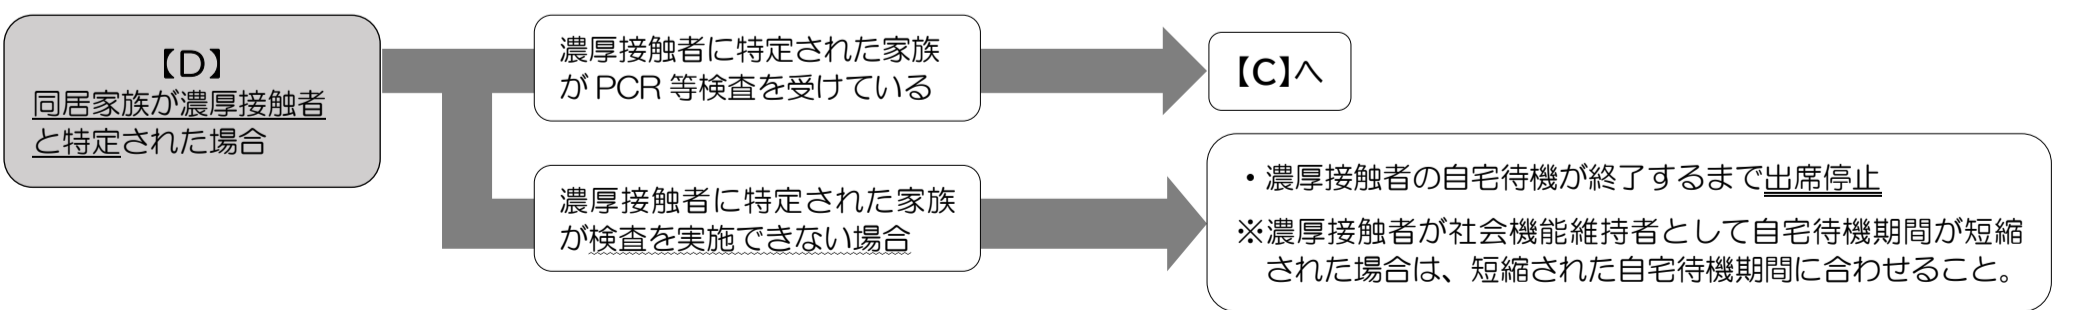 【D】
同居家族が濃厚接触者
と特定された場合
濃厚接触者に特定された家族
が PCR 等検査を受けている
【C】へ
濃厚接触者に特定された家族
が検査を実施できない場合
・濃厚接触者の自宅待機が終了するまで出席停止
※濃厚接触者が社会機能維持者として自宅待機期間が短縮
された場合は、短縮された自宅待機期間に合わせること。